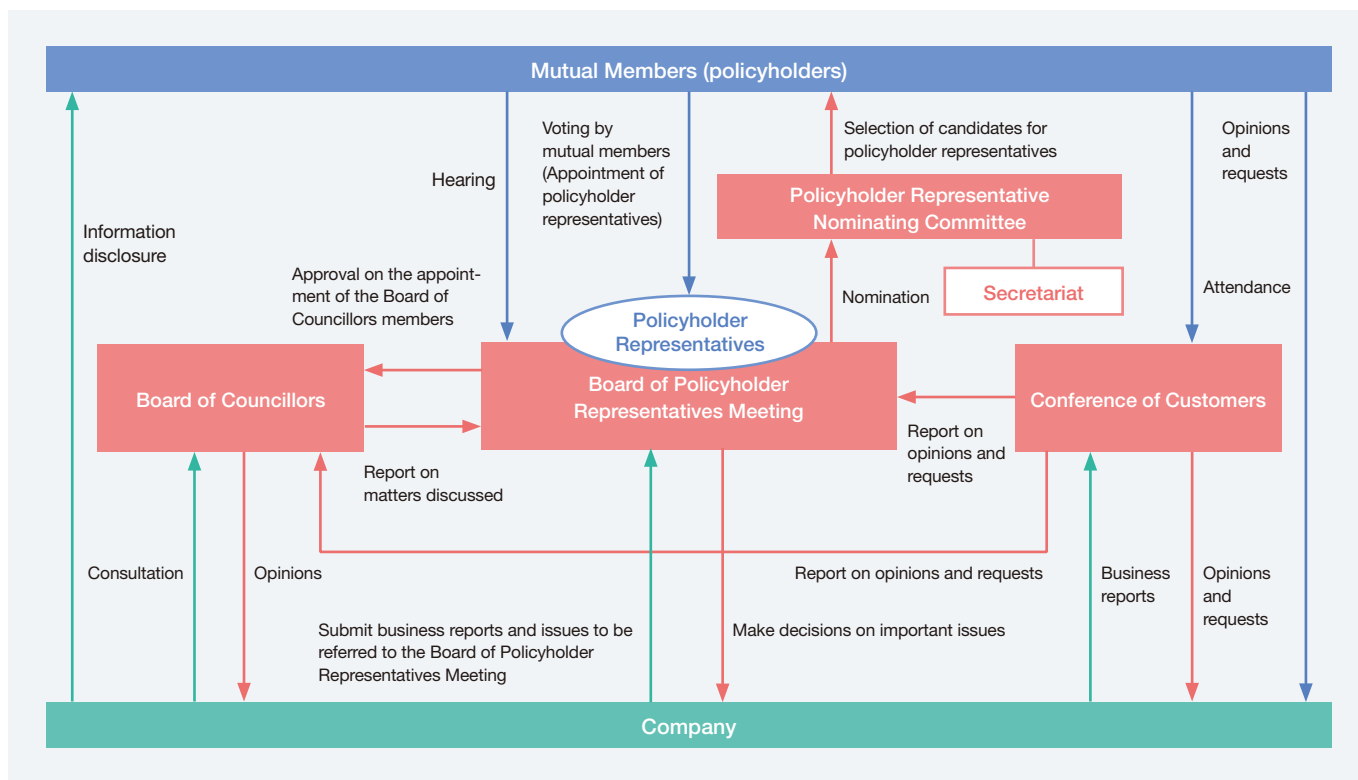 Mutual Members (policyholders)
Information
disclosure
Hearing
Voting by
mutual members
(Appointment of
policyholder
representatives)
Selection of candidates for
policyholder representatives
Opinions
and
requests
Policyholder Representative
Nominating Committee
Secretariat
Nomination
Attendance
Approval on the appoint-
ment of the Board of
Councillors members
Policyholder
Representatives
Board of Councillors
Board of Policyholder
Representatives Meeting
Conference of Customers
Report on
matters discussed
Report on
opinions and
requests
Consultation
Opinions
Report on opinions and requests
Business
reports
Opinions
and
requests
Submit business reports and issues to be
referred to the Board of Policyholder
Representatives Meeting
Make decisions on important issues
Company